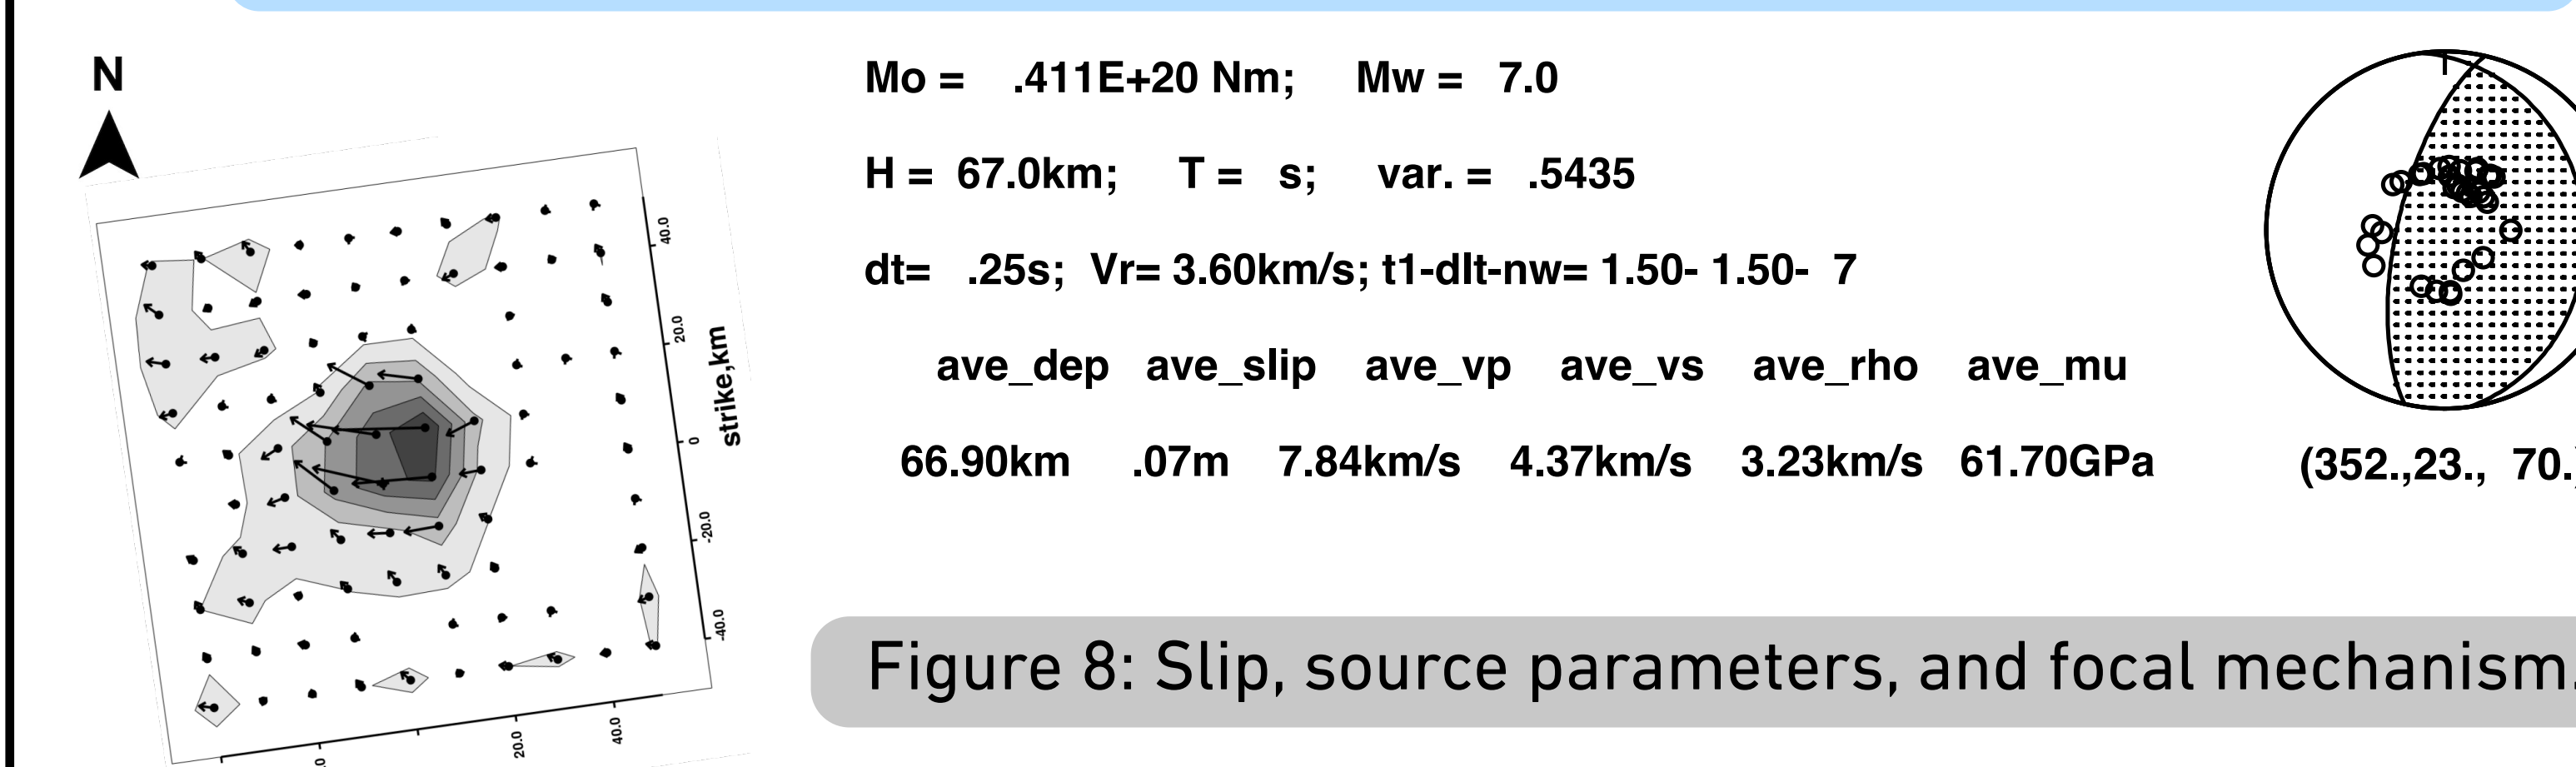 N
Mo = .411E+20 Nm; Mw = 7.0
H = 67.0km; T = s; var. = .5435
dt= .25s; Vr= 3.60km/s; t1-dlt-nw= 1.50- 1.50- 7
ave_dep ave_slip ave_vp ave_vs ave_rho ave_mu
66.90km .07m 7.84km/s 4.37km/s 3.23km/s 61.70GPa
(352.,23., 70.)
40.0
20.0
0
-20.0
-40.0
strike,km
20.0
40.0
Figure 8: Slip, source parameters, and focal mechanism.